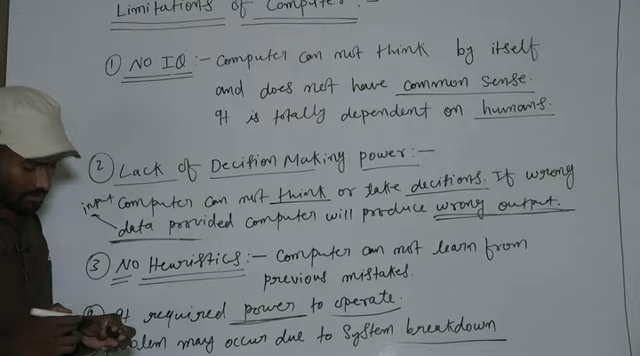 Limitations of Computer :-
① NO IQ :- Computer can not think by itself
and does not have common sense.
It is totally dependent on humans.
② Lack of Decision Making power :-
input Computer can not think or take decisions. If wrong
data provided computer will produce wrong output.
③ NO Heuristics :- Computer can not learn from
previous mistakes.
It required power to operate.
may occur due to System breakdown